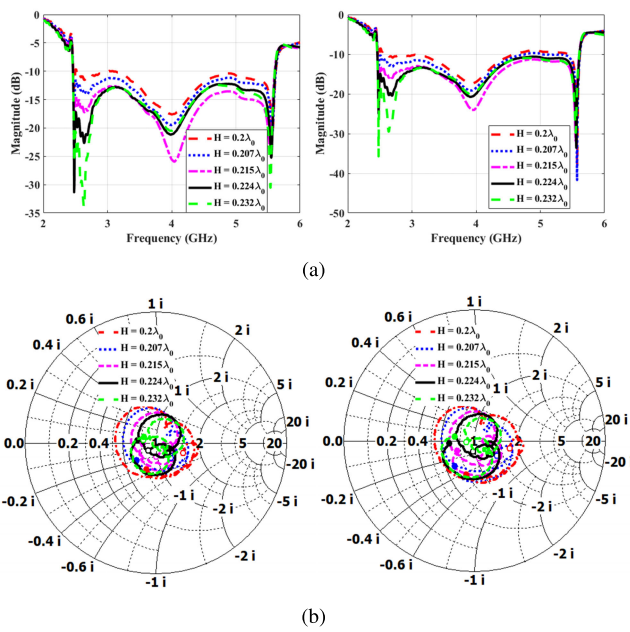 -5
-10
-15
-20
-25
-30
-35
Magnitude (dB)
2 3 4 5 6
Frequency (GHz)
H = 0.2λ0
H = 0.207λ0
H = 0.215λ0
H = 0.224λ0
H = 0.232λ0
0
-10
-20
-30
-40
-50
Magnitude (dB)
2 3 4 5 6
Frequency (GHz)
H = 0.2λ0
H = 0.207λ0
H = 0.215λ0
H = 0.224λ0
H = 0.232λ0
(a)
H = 0.2λ0
H = 0.207λ0
H = 0.215λ0
H = 0.224λ0
H = 0.232λ0
0.2 i
0.4 i
0.6 i
1 i
2 i
5 i
20 i
1 i
0.0 0.2 0.4 2 5 20
-20 i
-5 i
-2 i
-1 i
-1 i
-0.6 i
-0.4 i
-0.2 i
H = 0.2λ0
H = 0.207λ0
H = 0.215λ0
H = 0.224λ0
H = 0.232λ0
0.2 i
0.4 i
0.6 i
1 i
2 i
5 i
20 i
1 i
0.0 0.2 0.4 2 5 20
-20
-5 i
-2 i
-1 i
-1 i
-0.6 i
-0.4 i
-0.2 i
(b)